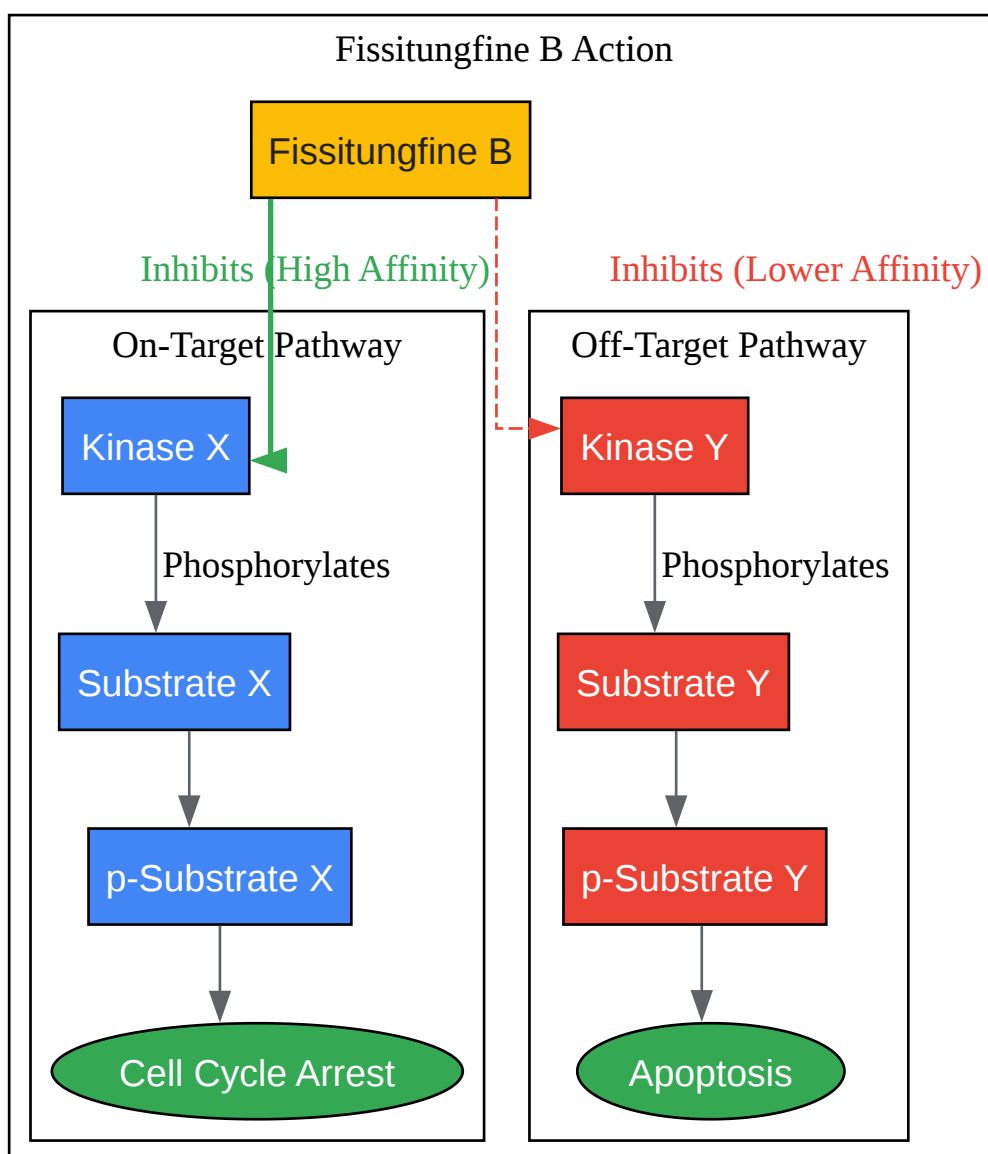 Fissitungfine B Action
Fissitungfine B
Inhibits (High Affinity)
Inhibits (Lower Affinity)
On-Target Pathway
Kinase X
Phosphorylates
Substrate X
p-Substrate X
Cell Cycle Arrest
Off-Target Pathway
Kinase Y
Phosphorylates
Substrate Y
p-Substrate Y
Apoptosis